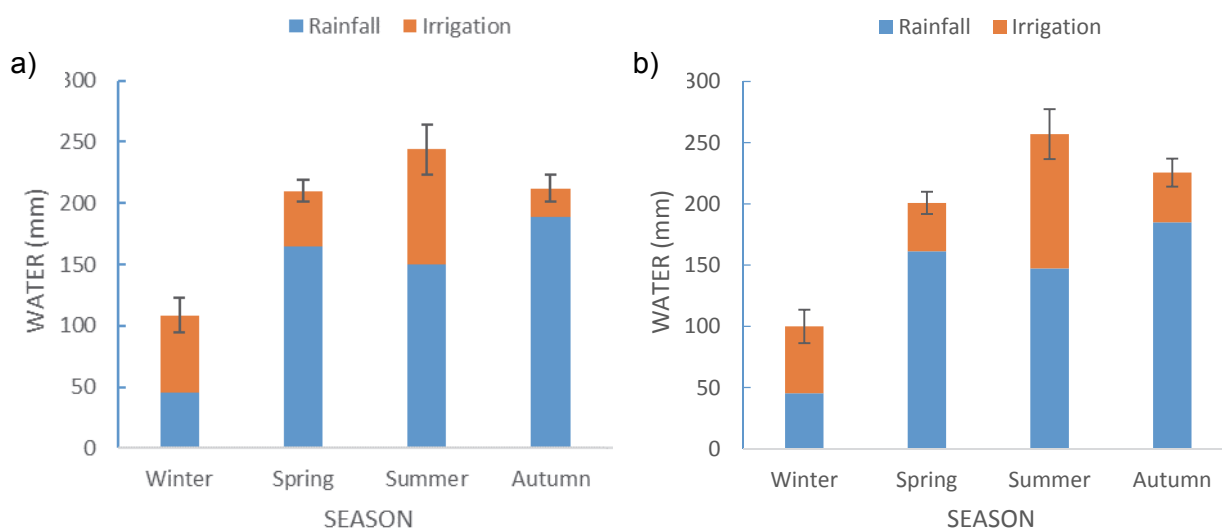 a)
Rainfall Irrigation
300
250
200
150
100
50
0
WATER (mm)
Winter Spring Summer Autumn
SEASON
b)
Rainfall Irrigation
300
250
200
150
100
50
0
WATER (mm)
Winter Spring Summer Autumn
SEASON